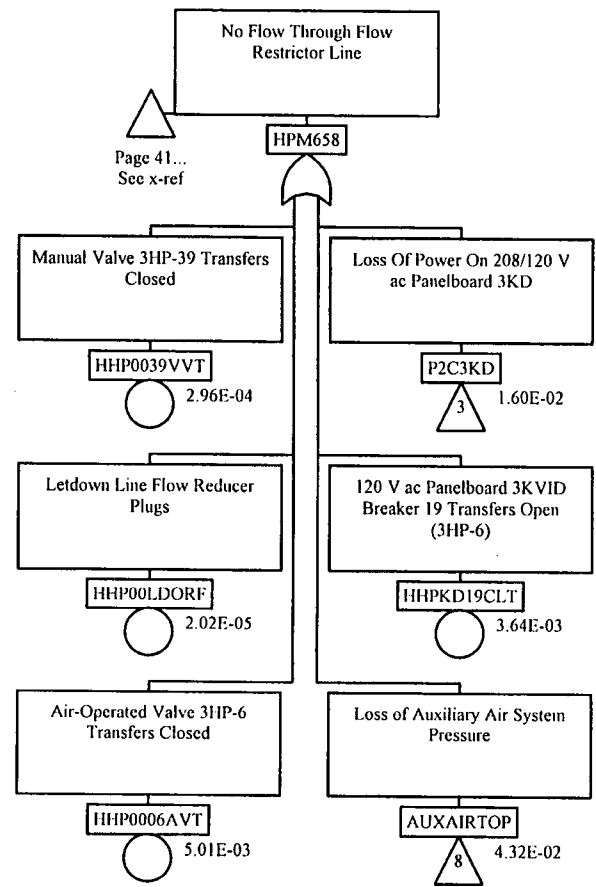 No Flow Through Flow
Restrictor Line
HPM658
Page 41...
See x-ref
Manual Valve 3HP-39 Transfers
Closed
HHP0039VVT
2.96E-04
Loss Of Power On 208/120 V
ac Panelboard 3KD
P2C3KD
3
1.60E-02
Letdown Line Flow Reducer
Plugs
HHP00LDORF
2.02E-05
120 V ac Panelboard 3KVID
Breaker 19 Transfers Open
(3HP-6)
HHPKD19CLT
3.64E-03
Air-Operated Valve 3HP-6
Transfers Closed
HHP0006AVT
5.01E-03
Loss of Auxiliary Air System
Pressure
AUXAIRTOP
8
4.32E-02